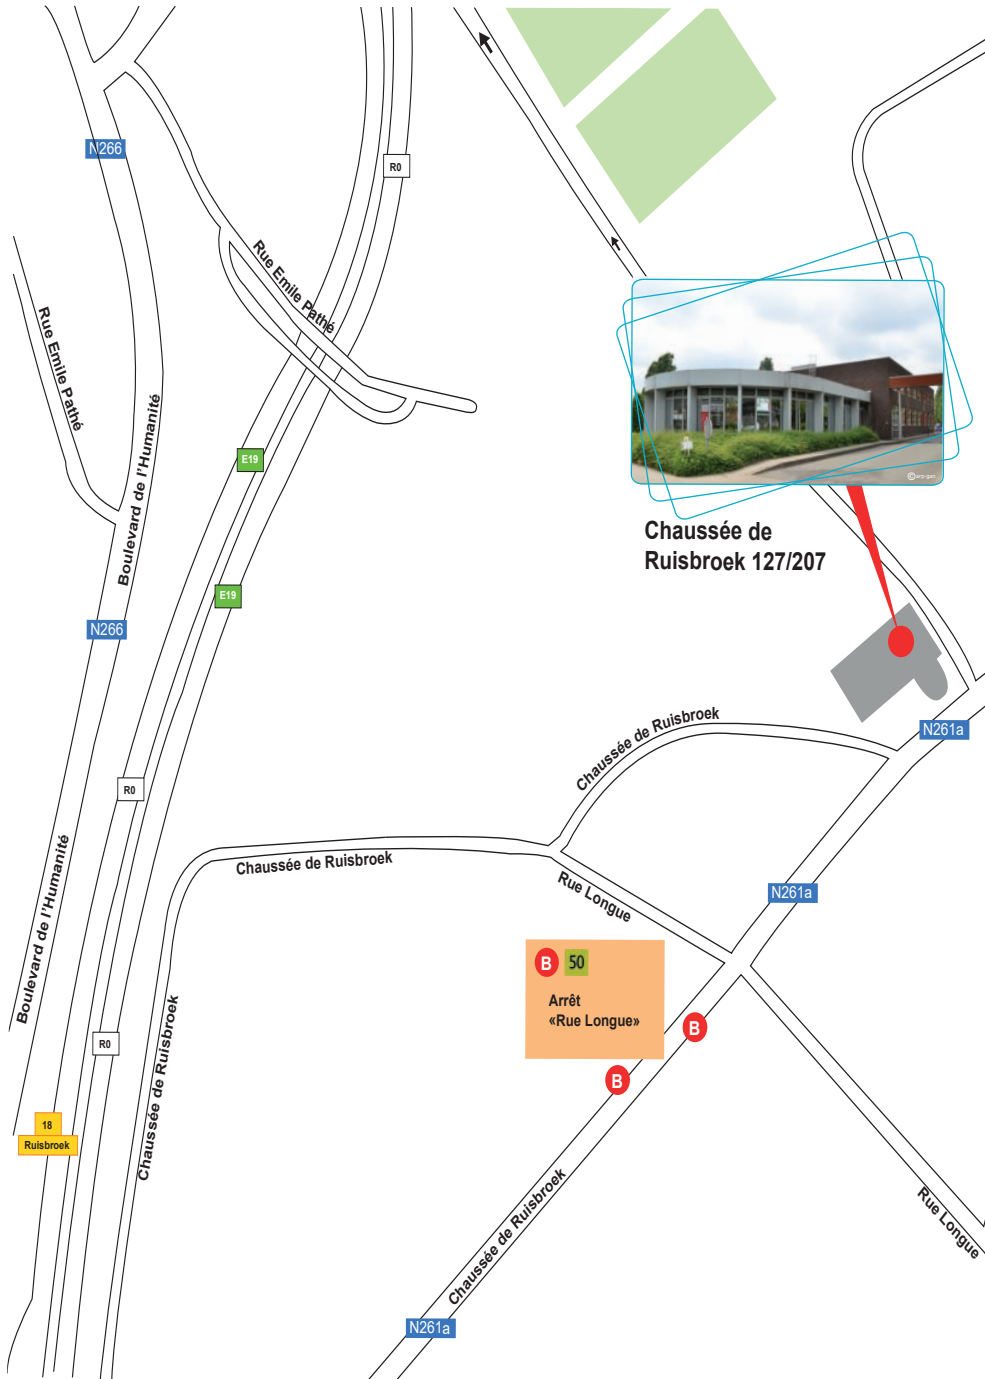 N266
R0
Rue Emile Pathé
Rue Emile Pathé
Boulevard de l'Humanité
E19
©arp-gan
Chaussée de
Ruisbroek 127/207
E19
N266
Chaussée de Ruisbroek
N261a
R0
Chaussée de Ruisbroek
Rue Longue
N261a
Boulevard de l'Humanité
B 50
Arrêt
«Rue Longue»
B
B
R0
Chaussée de Ruisbroek
18
Ruisbroek
Chaussée de Ruisbroek
Rue Longue
N261a